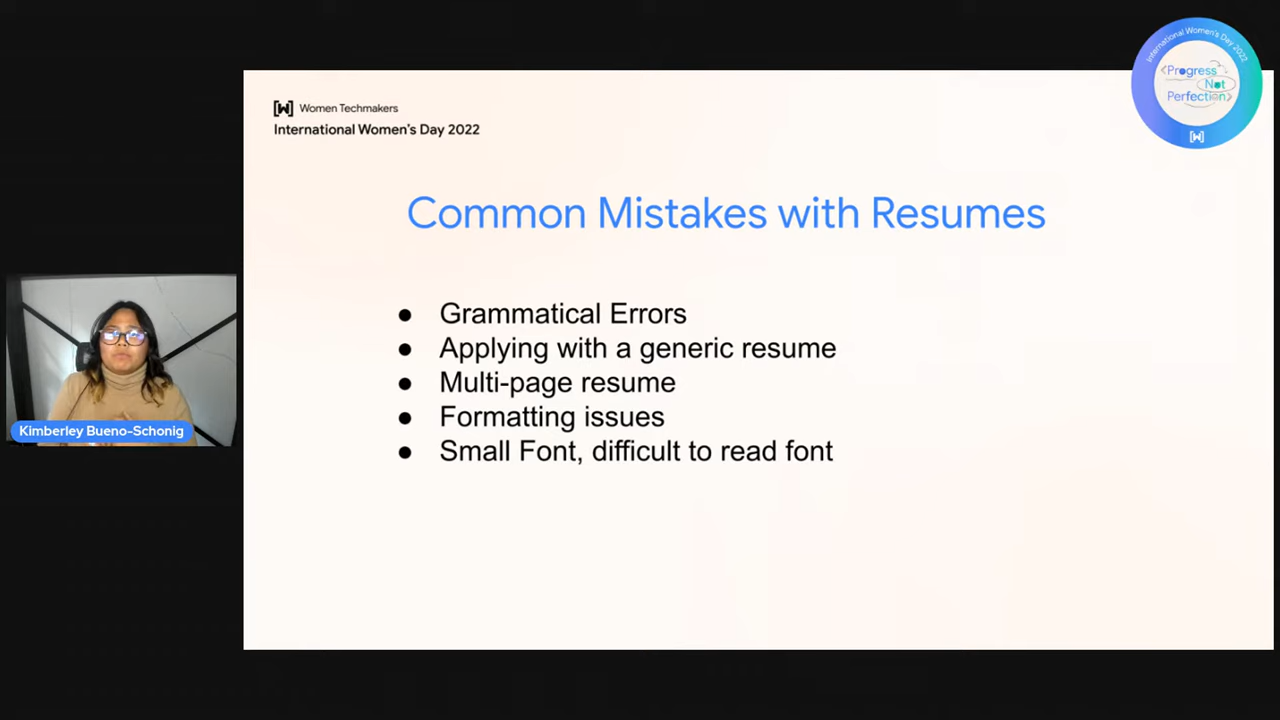 International Women's Day 2022
<Progress
Not
Perfection>
[W]
[W] Women Techmakers
International Women's Day 2022
Common Mistakes with Resumes
● Grammatical Errors
● Applying with a generic resume
● Multi-page resume
● Formatting issues
● Small Font, difficult to read font
Kimberley Bueno-Schonig